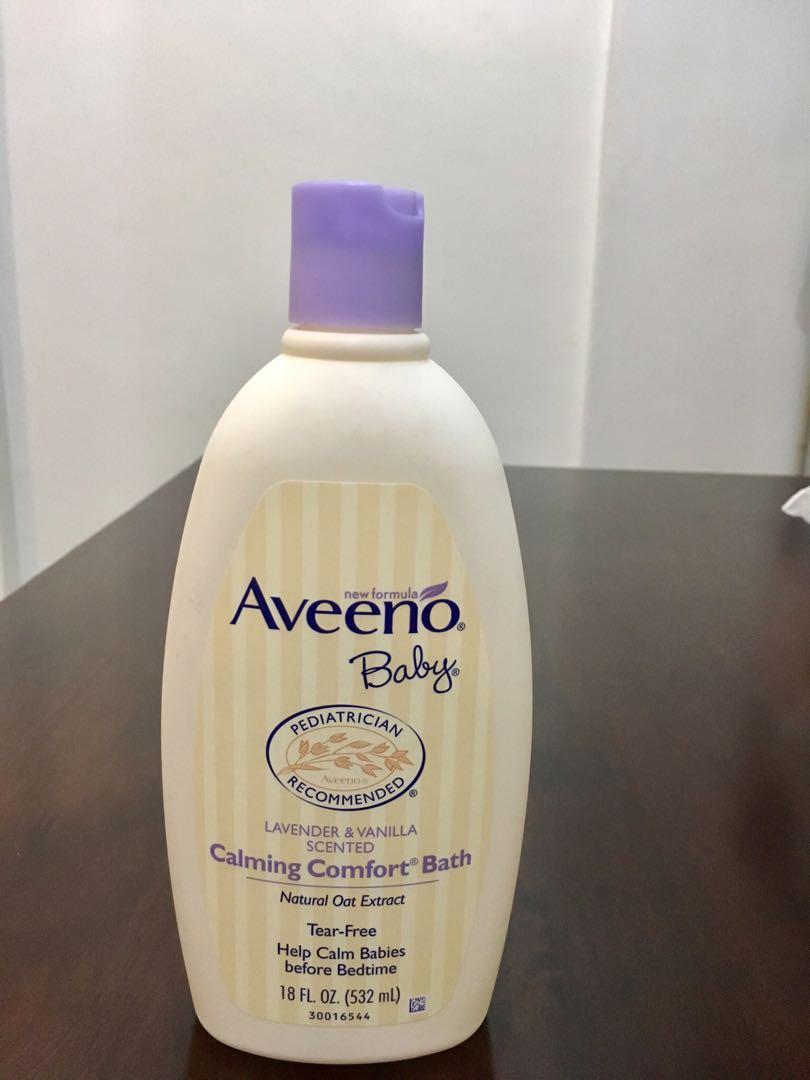 new formula
Aveeno®
Baby®
PEDIATRICIAN
Aveeno®
RECOMMENDED®
LAVENDER & VANILLA
SCENTED
Calming Comfort® Bath
Natural Oat Extract
Tear-Free
Help Calm Babies
before Bedtime
18 FL. OZ. (532 mL)
30016544